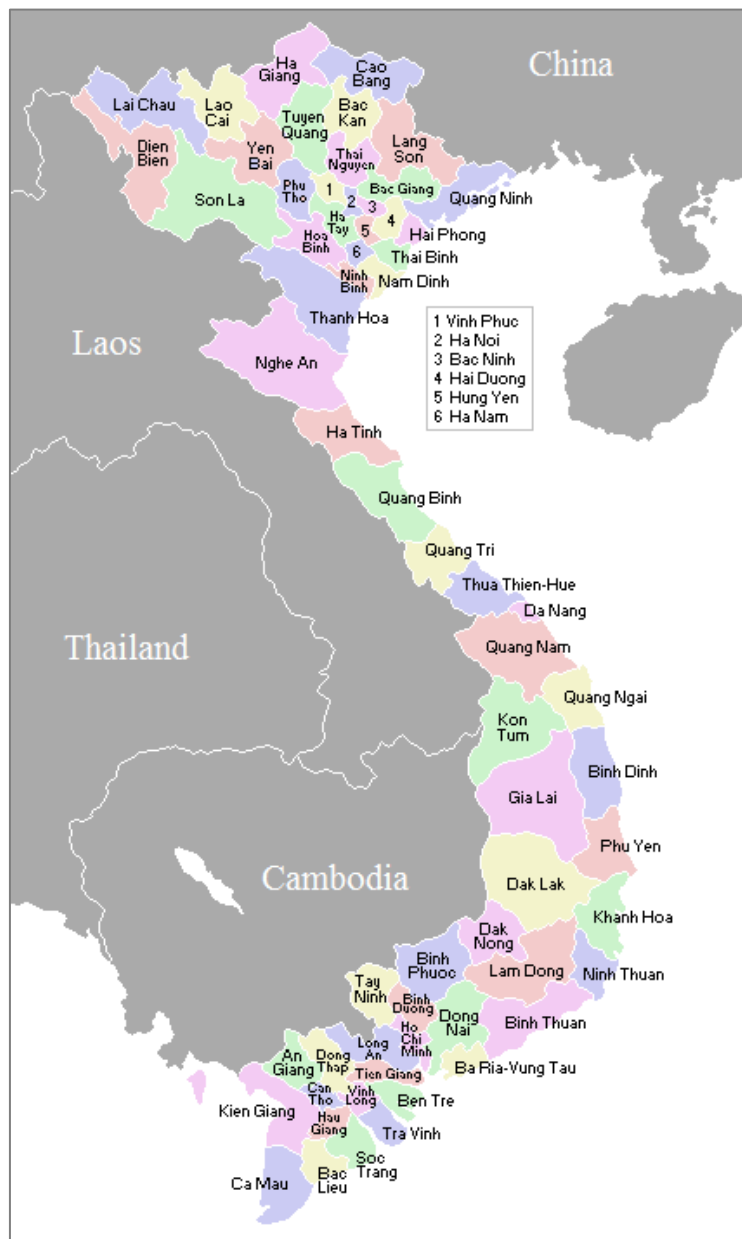 China
Ha
Giang
Cao
Bang
Lai Chau
Lao
Cai
Tuyen
Quang
Bac
Kan
Lang
Son
Dien
Bien
Yen
Bai
Thai
Nguyen
Phu
Tho
1
Bac Giang
Quang Ninh
Son La
2
3
4
Ha
Tay
5
Hai Phong
Hoa
Binh
6
Thai Binh
Ninh
Binh
Nam Dinh
Thanh Hoa
Laos
Nghe An
1 Vinh Phuc
2 Ha Noi
3 Bac Ninh
4 Hai Duong
5 Hung Yen
6 Ha Nam
Ha Tinh
Quang Binh
Quang Tri
Thua Thien-Hue
Da Nang
Thailand
Quang Nam
Quang Ngai
Kon
Tum
Binh Dinh
Gia Lai
Phu Yen
Cambodia
Dak Lak
Khanh Hoa
Dak
Nong
Binh
Phuoc
Lam Dong
Ninh Thuan
Tay
Ninh
Binh
Duong
Dong
Nai
Binh Thuan
Ho
Chi
Minh
Long
An
An
Giang
Dong
Thap
Tien Giang
Ba Ria-Vung Tau
Can
Tho
Vinh
Long
Ben Tre
Kien Giang
Hau
Giang
Tra Vinh
Soc
Trang
Ca Mau
Bac
Lieu